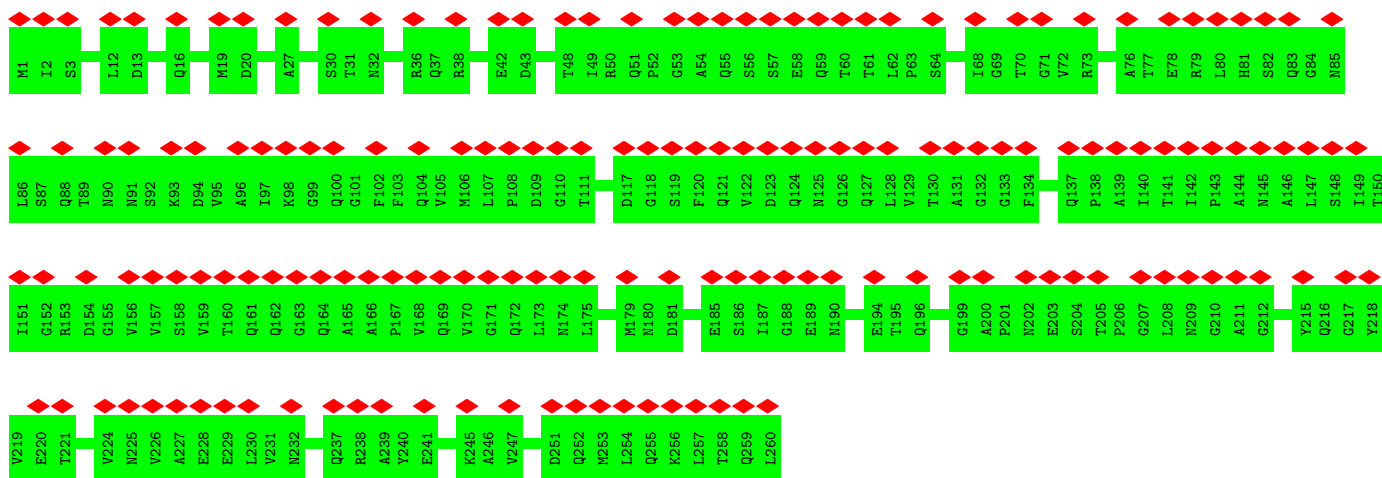 M1 I2 S3 L12 D13 Q16 M19 D20 A27 S30 T31 N32 R36 Q37 R38 E42 D43 T48 I49 R50 Q51 P52 G53 A54 Q55 S56 S57 E58 Q59 T60 T61 L62 P63 S64 I68 G69 T70 G71 V72 R73 A76 T77 E78 R79 L80 H81 S82 Q83 G84 N85
L86 S87 Q88 T89 N90 N91 S92 K93 D94 V95 A96 I97 K98 G99 Q100 G101 F102 F103 Q104 V105 M106 L107 P108 D109 G110 T111 D117 G118 S119 F120 Q121 V122 D123 Q124 N125 G126 Q127 L128 V129 T130 A131 G132 G133 F134 Q137 P138 A139 I140 T141 I142 P143 A144 N145 A146 L147 S148 I149 T150
I151 G152 R153 D154 G155 V156 V157 S158 V159 T160 Q161 Q162 G163 Q164 A165 A166 P167 V168 Q169 V170 G171 Q172 L173 N174 L175 M179 N180 D181 E185 S186 I187 G188 E189 N190 E194 T195 Q196 G199 A200 P201 N202 E203 S204 T205 P206 G207 L208 N209 G210 A211 G212 Y215 Q216 G217 Y218
V219 E220 T221 V224 N225 V226 A227 E228 E229 L230 V231 N232 Q237 R238 A239 Y240 E241 K245 A246 V247 D251 Q252 M253 L254 Q255 K256 L257 T258 Q259 L260